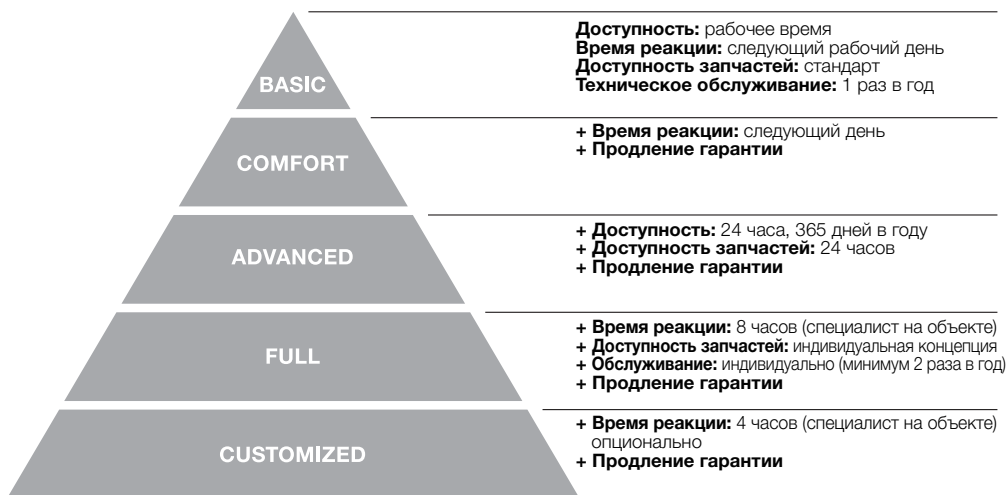 BASIC
Доступность: рабочее время
Время реакции: следующий рабочий день
Доступность запчастей: стандарт
Техническое обслуживание: 1 раз в год
COMFORT
+ Время реакции: следующий день
+ Продление гарантии
ADVANCED
+ Доступность: 24 часа, 365 дней в году
+ Доступность запчастей: 24 часов
+ Продление гарантии
FULL
+ Время реакции: 8 часов (специалист на объекте)
+ Доступность запчастей: индивидуальная концепция
+ Обслуживание: индивидуально (минимум 2 раза в год)
+ Продление гарантии
CUSTOMIZED
+ Время реакции: 4 часов (специалист на объекте)
опционально
+ Продление гарантии